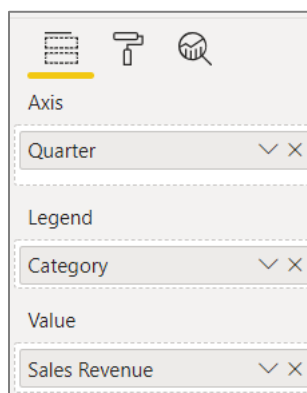 Axis
Quarter
Legend
Category
Value
Sales Revenue